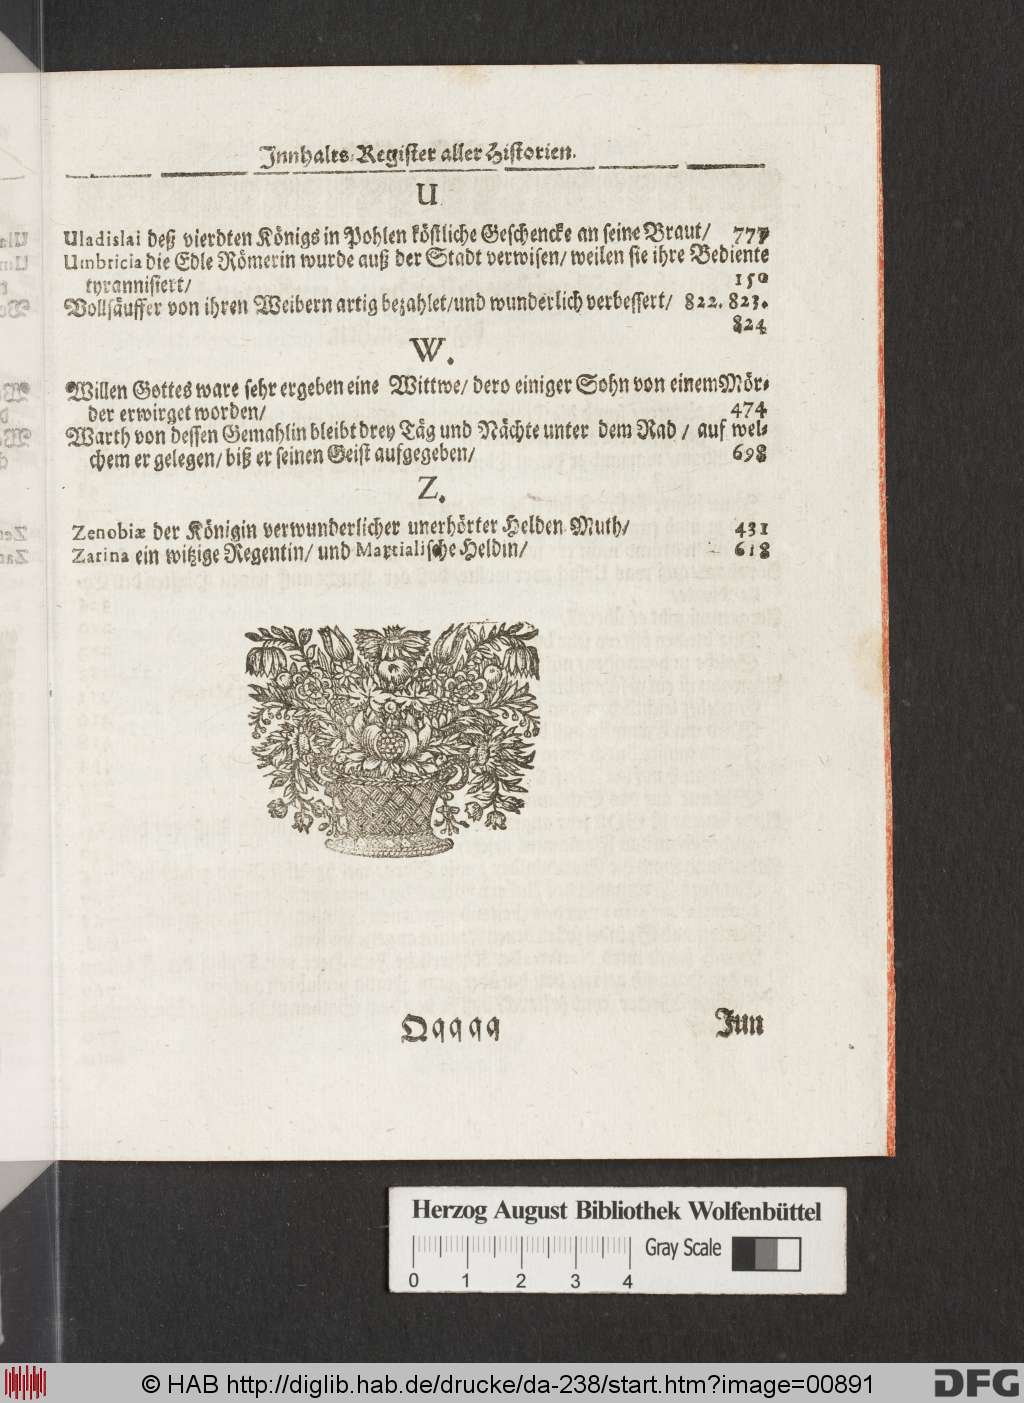 Innhalts-Register aller Historien.
U
Uladislai deß vierdten Königs in Pohlen köstliche Geschencke an seine Braut/ 777
Umbricia die Edle Römerin wurde auß der Stadt verwisen/ weilen sie ihre Bediente
tyrannisiert/ 150
Vollsäuffer von ihren Weibern artig bezahlet/und wunderlich verbessert/ 822. 823.
824
W.
Willen Gottes ware sehr ergeben eine Wittwe/ dero einiger Sohn von einem Mör-
der erwirget worden/ 474
Warth von dessen Gemahlin bleibt drey Täg und Nächte unter dem Rad / auf wel-
chem er gelegen/ biß er seinen Geist aufgegeben/ 698
Z.
Zenobiæ der Königin verwunderlicher unerhörter Helden-Muth/ 431
Zarina ein witzige Regentin/ und Martialische Heldin/ 618
Qqqqq Inn
Herzog August Bibliothek Wolfenbüttel
Gray Scale
0 1 2 3 4
© HAB http://diglib.hab.de/drucke/da-238/start.htm?image=00891
DFG